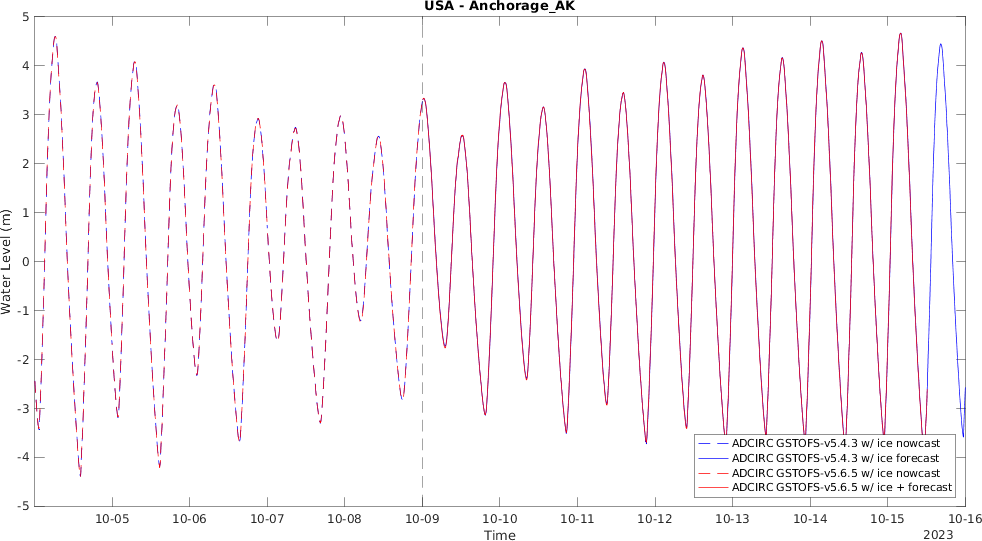 USA - Anchorage_AK
5
4
3
2
1
0
-1
-2
-3
-4
-5
Water Level (m)
ADCIRC GSTOFS-v5.4.3 w/ ice nowcast
ADCIRC GSTOFS-v5.4.3 w/ ice forecast
ADCIRC GSTOFS-v5.6.5 w/ ice nowcast
ADCIRC GSTOFS-v5.6.5 w/ ice + forecast
10-05 10-06 10-07 10-08 10-09 10-10 10-11 10-12 10-13 10-14 10-15 10-16
Time
2023